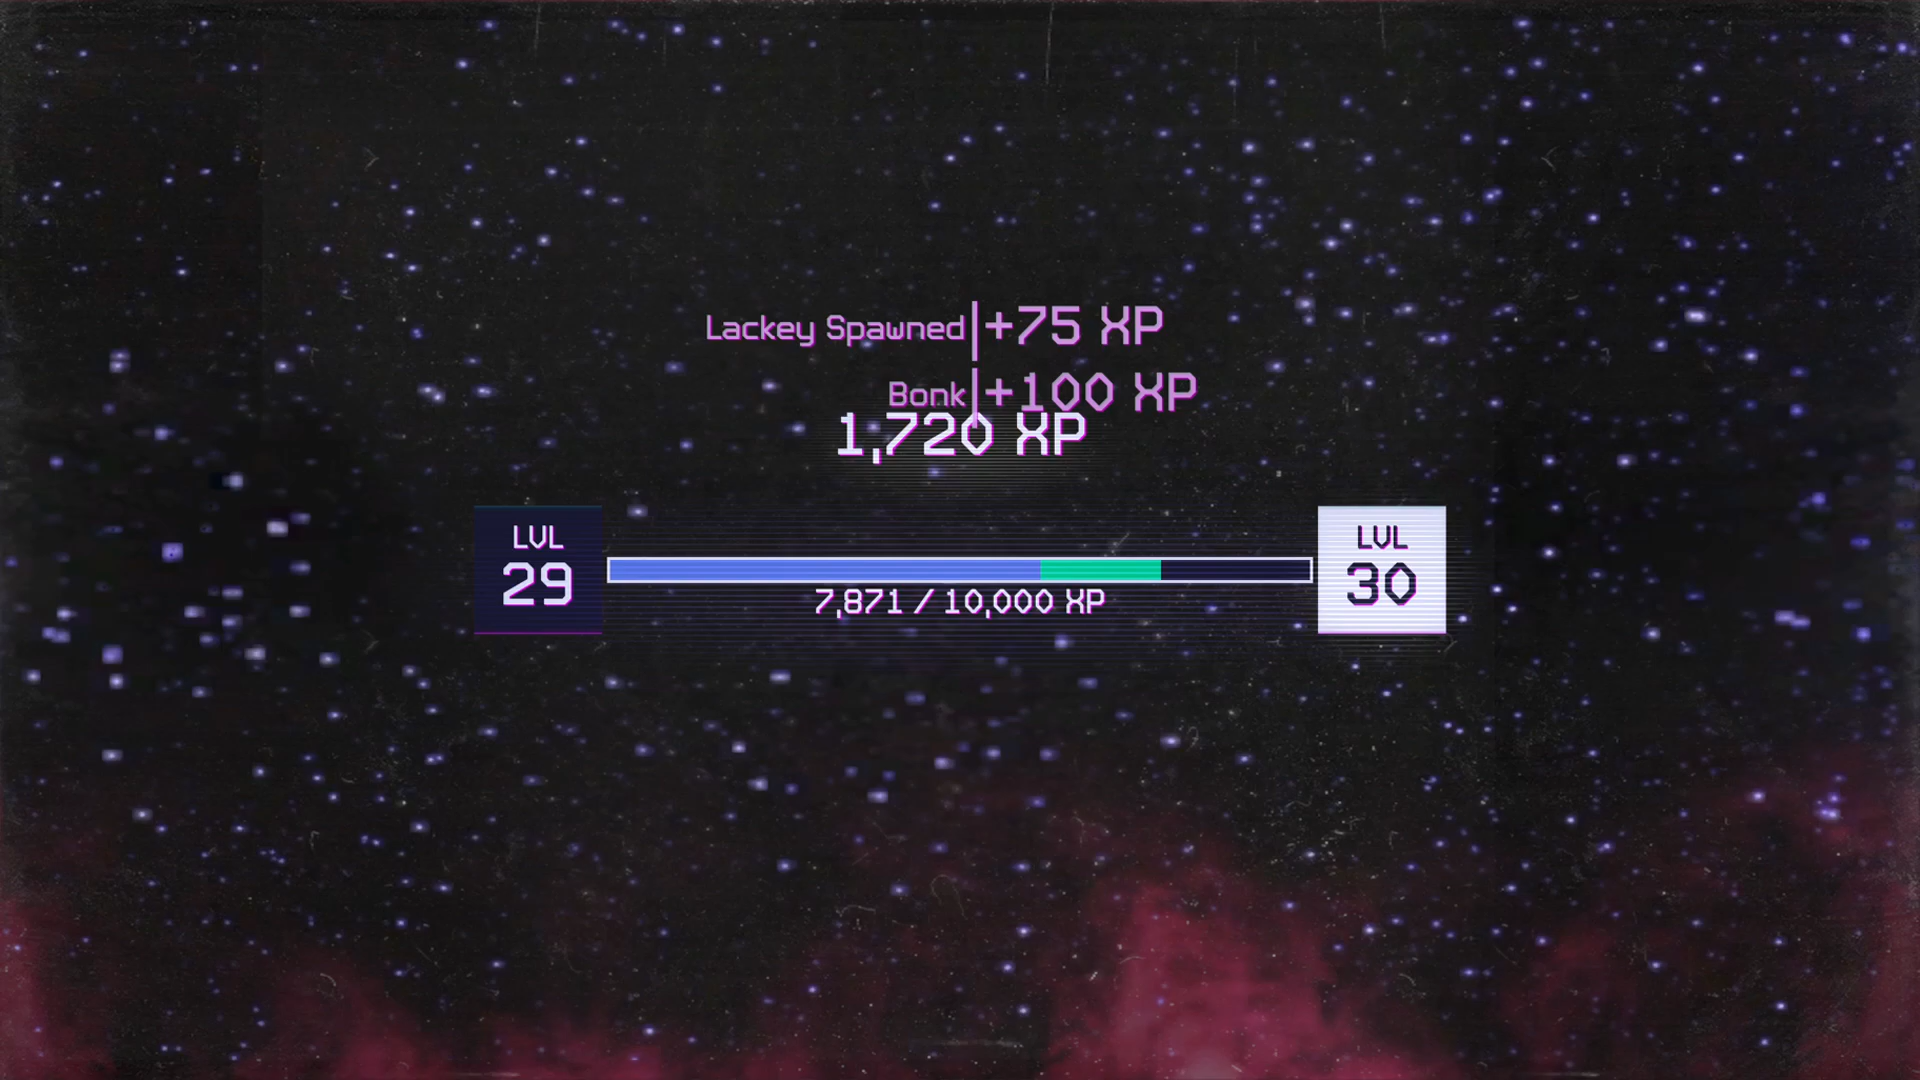 Lackey Spawned +75 XP
Bonk +100 XP
1,720 XP
LVL
29
7,871 / 10,000 XP
LVL
30